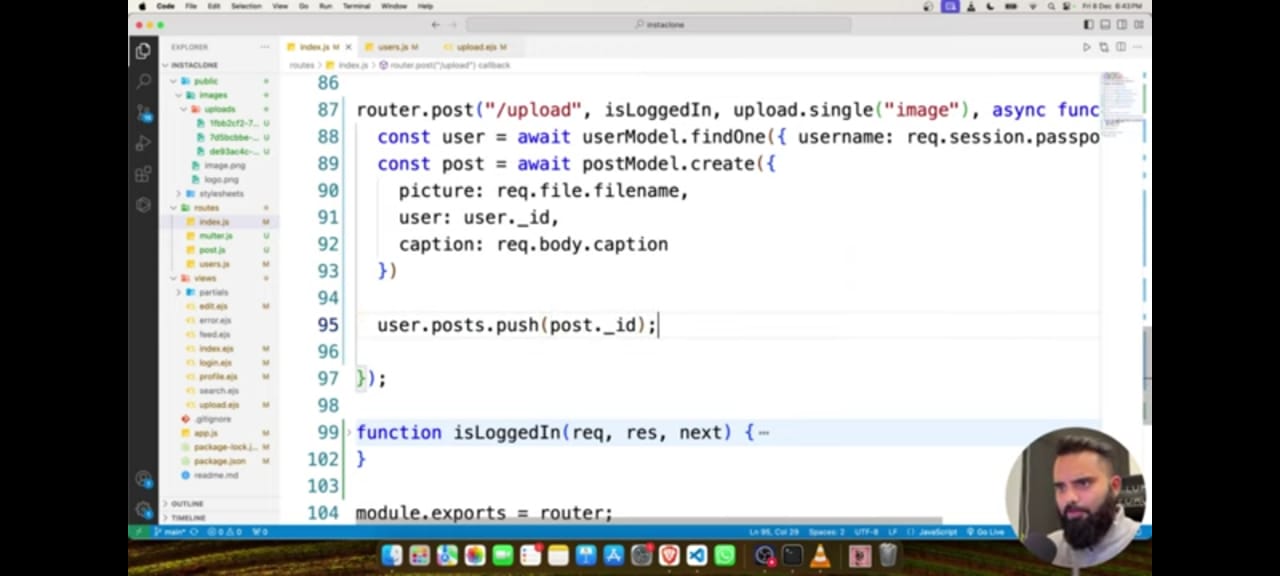 Code File Edit Selection View Go Run Terminal Window Help
Fri 8 Dec 6:43 PM
instaclone
EXPLORER
index.js M
users.js M
upload.ejs M
routes > index.js > router.post("/upload") callback
INSTACLONE
public
images
uploads
1fbb2cf2-7... U
7d5bcbbe-... U
de93ac4c-... U
image.png
logo.png
stylesheets
routes
index.js M
multer.js U
post.js U
users.js M
views
partials
edit.ejs M
error.ejs
feed.ejs
index.ejs M
login.ejs M
profile.ejs M
search.ejs
upload.ejs M
.gitignore
app.js M
package-lock.j... M
package.json M
readme.md
OUTLINE
TIMELINE
86
87 router.post("/upload", isLoggedIn, upload.single("image"), async func
88 const user = await userModel.findOne({ username: req.session.passpo
89 const post = await postModel.create({
90 picture: req.file.filename,
91 user: user._id,
92 caption: req.body.caption
93 })
94
95 user.posts.push(post._id);
96
97 });
98
99 function isLoggedIn(req, res, next) {
102 }
103
104 module.exports = router;
main* 0 0 0
Ln 95, Col 29 Spaces: 2 UTF-8 LF {} JavaScript Go Live